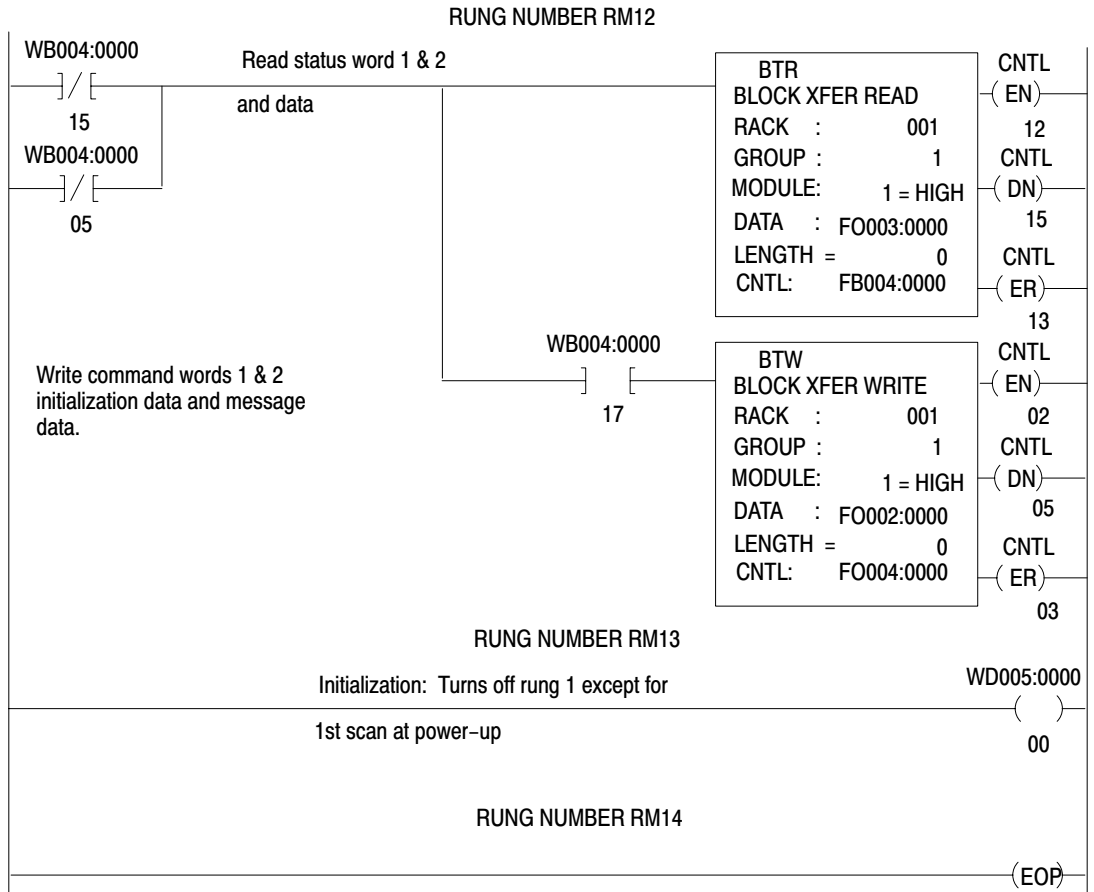 RUNG NUMBER RM12
WB004:0000
15
WB004:0000
05
Read status word 1 & 2
and data
BTR
BLOCK XFER READ
RACK : 001
GROUP : 1
MODULE: 1 = HIGH
DATA : FO003:0000
LENGTH = 0
CNTL: FB004:0000
CNTL
EN
12
CNTL
DN
15
CNTL
ER
13
Write command words 1 & 2
initialization data and message
data.
WB004:0000
17
BTW
BLOCK XFER WRITE
RACK : 001
GROUP : 1
MODULE: 1 = HIGH
DATA : FO002:0000
LENGTH = 0
CNTL: FO004:0000
CNTL
EN
02
CNTL
DN
05
CNTL
ER
03
RUNG NUMBER RM13
Initialization: Turns off rung 1 except for
1st scan at power-up
WD005:0000
00
RUNG NUMBER RM14
EOP